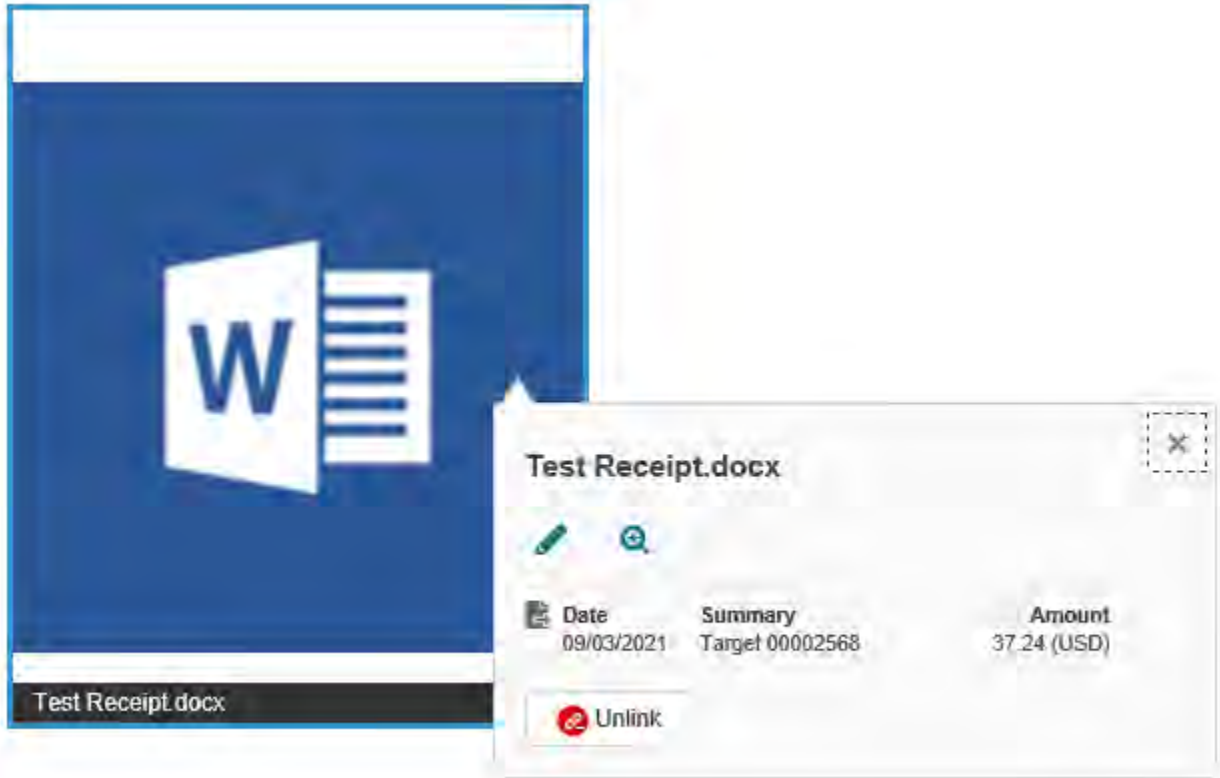 W
Test Receipt.docx
Test Receipt.docx
Date Summary Amount
09/03/2021 Target 00002568 37.24 (USD)
Unlink